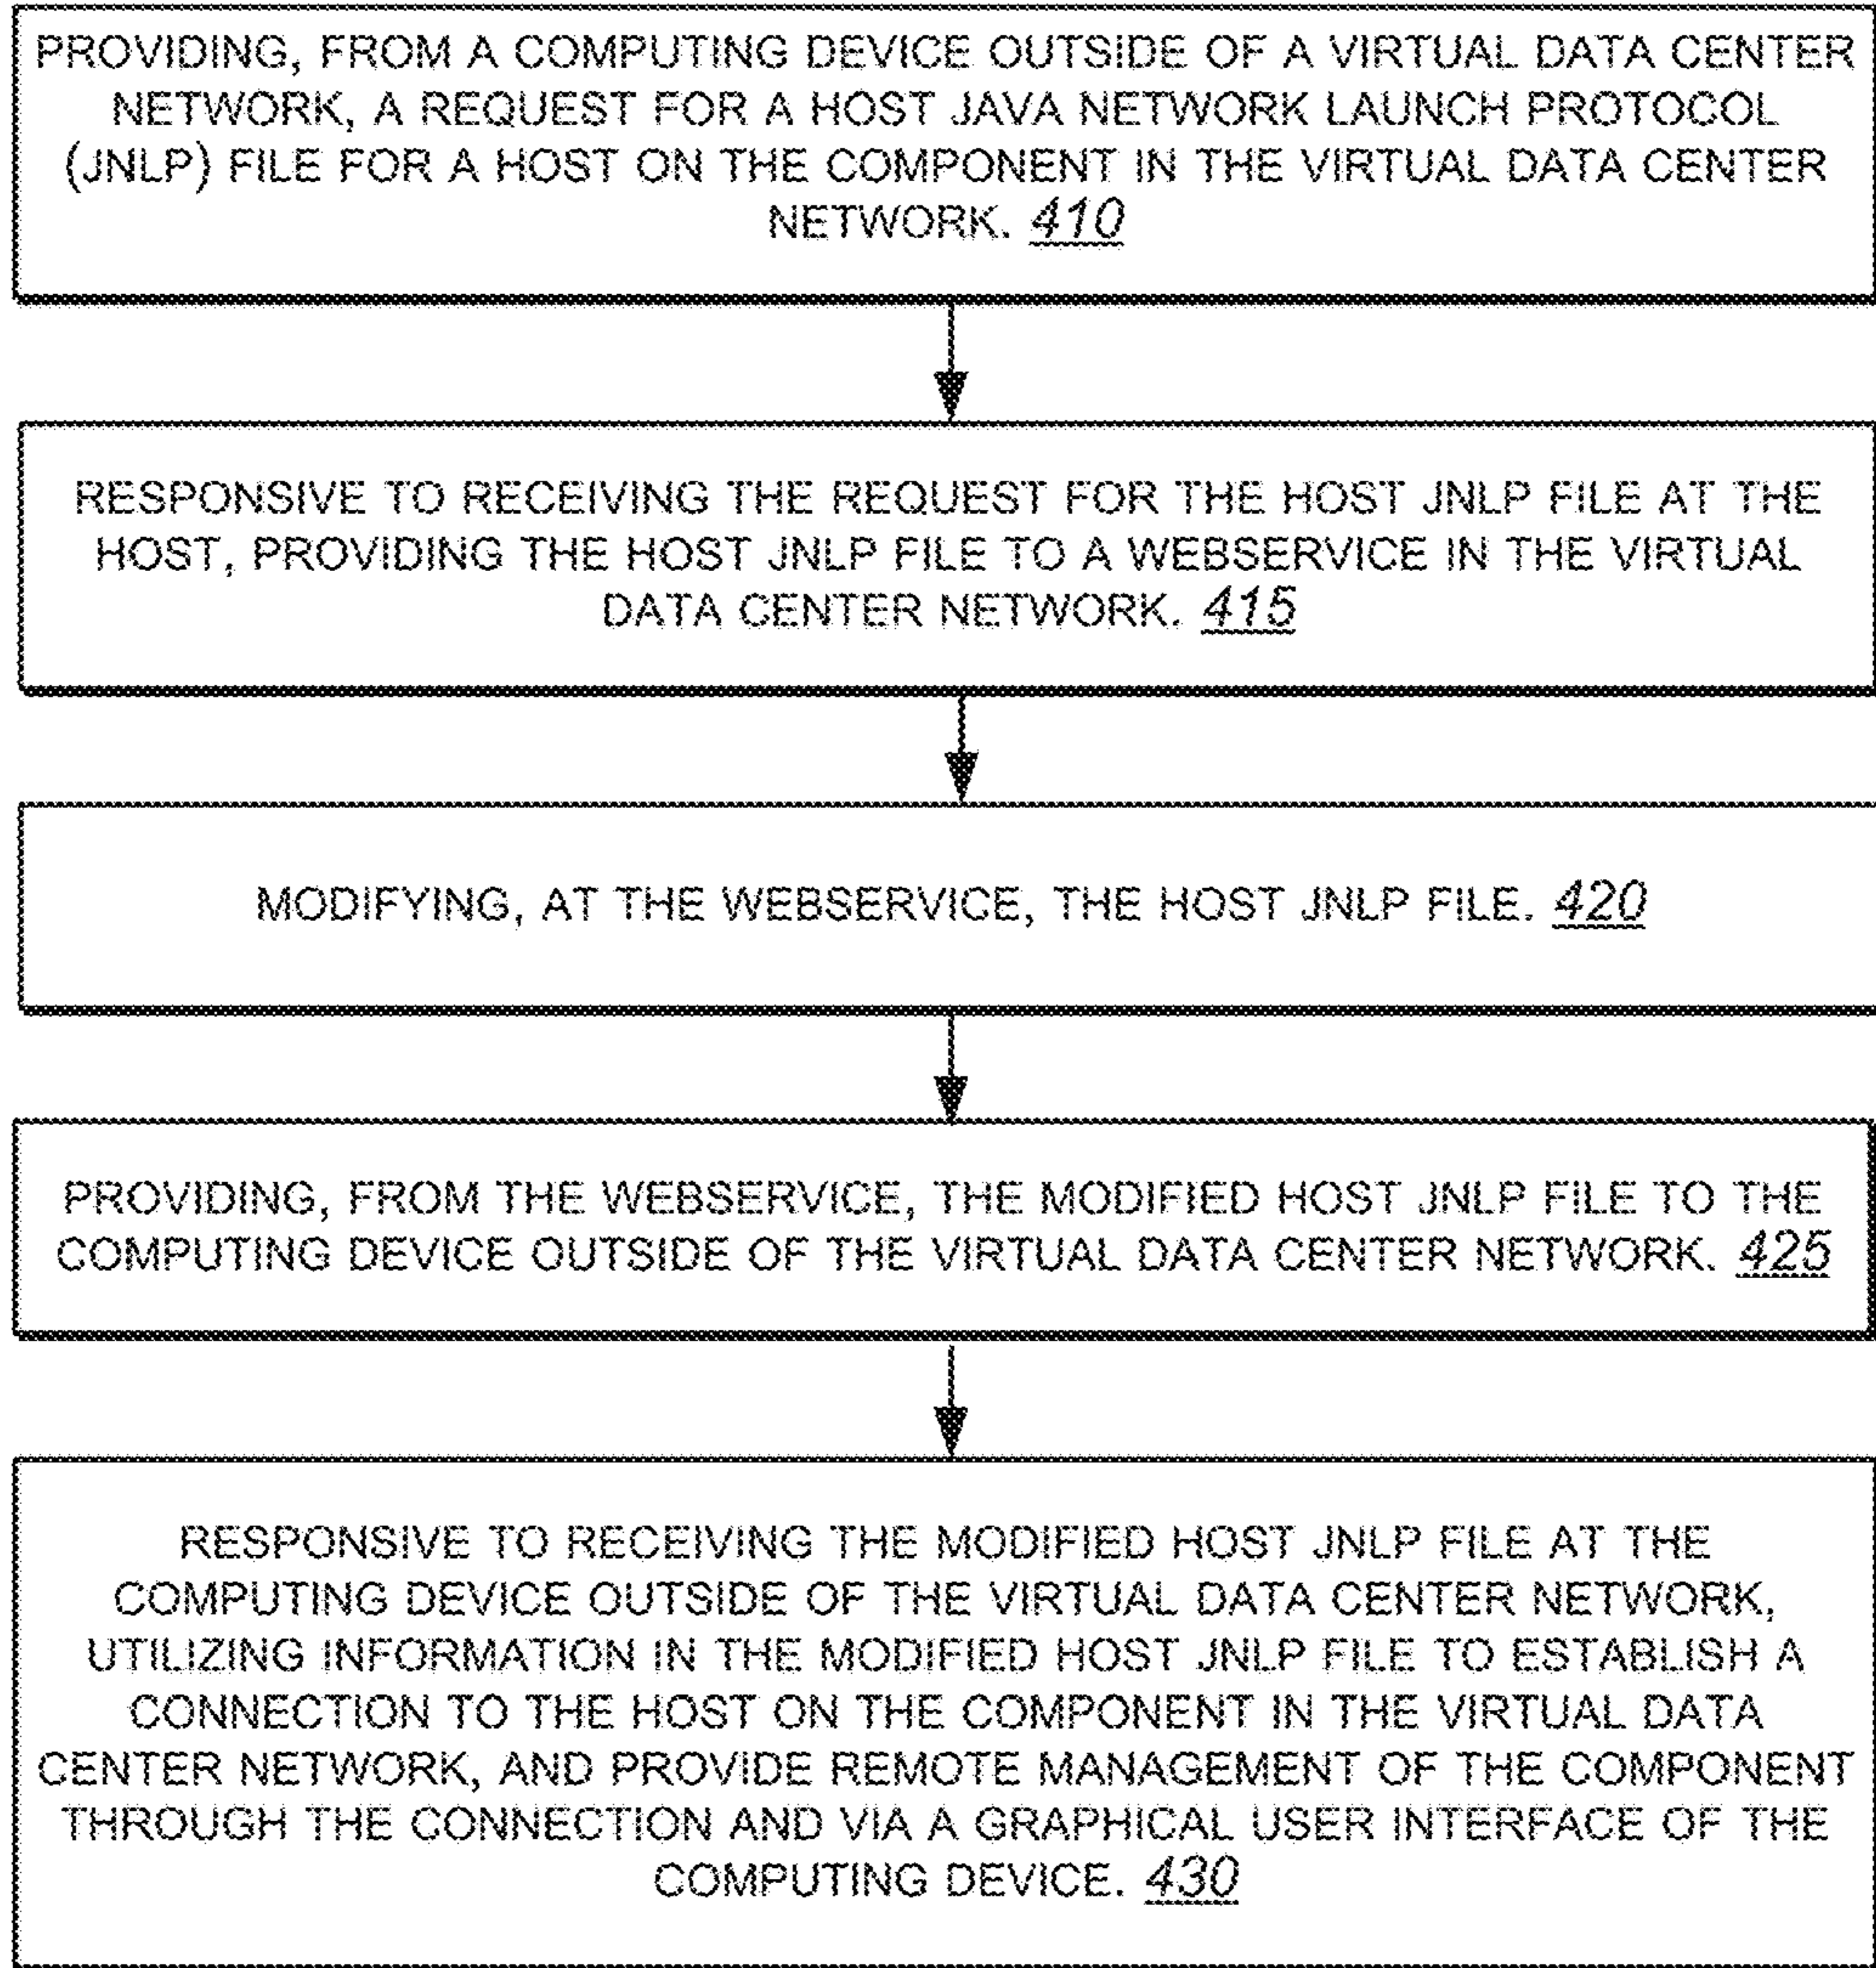 PROVIDING, FROM A COMPUTING DEVICE OUTSIDE OF A VIRTUAL DATA CENTER
NETWORK, A REQUEST FOR A HOST JAVA NETWORK LAUNCH PROTOCOL
(JNLP) FILE FOR A HOST ON THE COMPONENT IN THE VIRTUAL DATA CENTER
NETWORK. 410
RESPONSIVE TO RECEIVING THE REQUEST FOR THE HOST JNLP FILE AT THE
HOST, PROVIDING THE HOST JNLP FILE TO A WEBSERVICE IN THE VIRTUAL
DATA CENTER NETWORK. 415
MODIFYING, AT THE WEBSERVICE, THE HOST JNLP FILE. 420
PROVIDING, FROM THE WEBSERVICE, THE MODIFIED HOST JNLP FILE TO THE
COMPUTING DEVICE OUTSIDE OF THE VIRTUAL DATA CENTER NETWORK. 425
RESPONSIVE TO RECEIVING THE MODIFIED HOST JNLP FILE AT THE
COMPUTING DEVICE OUTSIDE OF THE VIRTUAL DATA CENTER NETWORK,
UTILIZING INFORMATION IN THE MODIFIED HOST JNLP FILE TO ESTABLISH A
CONNECTION TO THE HOST ON THE COMPONENT IN THE VIRTUAL DATA
CENTER NETWORK, AND PROVIDE REMOTE MANAGEMENT OF THE COMPONENT
THROUGH THE CONNECTION AND VIA A GRAPHICAL USER INTERFACE OF THE
COMPUTING DEVICE. 430